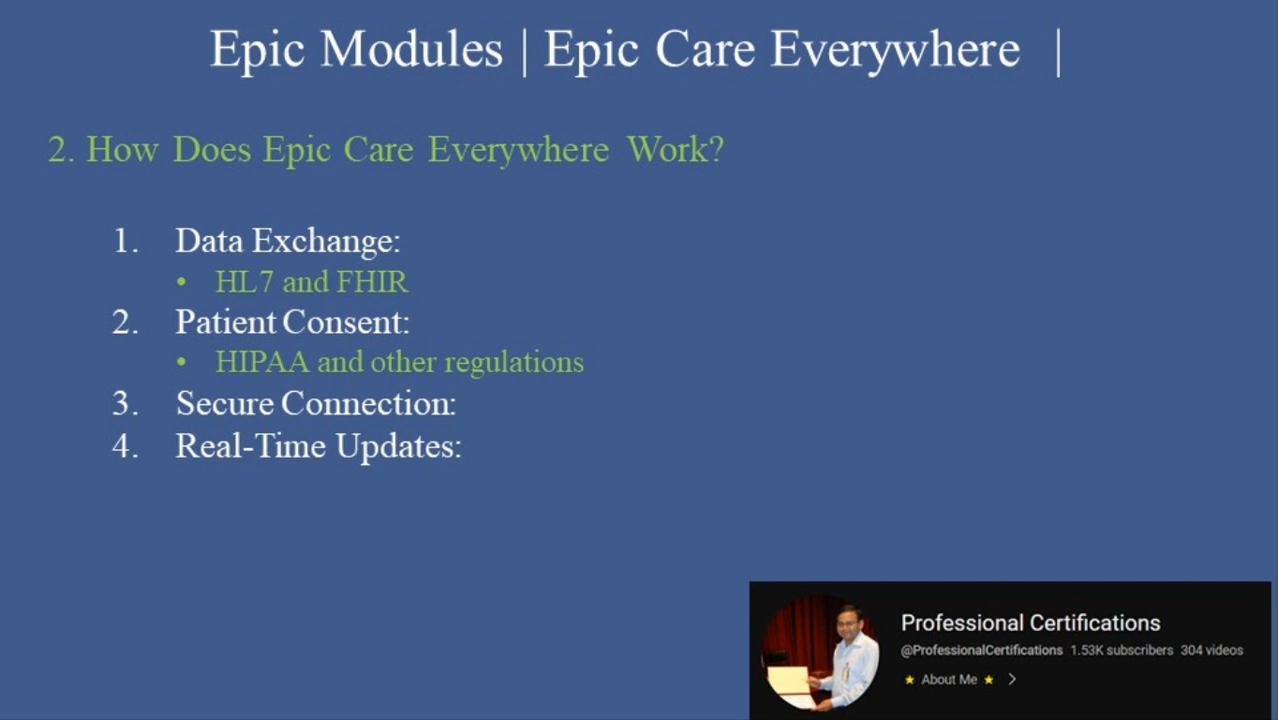 Epic Modules | Epic Care Everywhere |
2. How Does Epic Care Everywhere Work?
1. Data Exchange:
• HL7 and FHIR
2. Patient Consent:
• HIPAA and other regulations
3. Secure Connection:
4. Real-Time Updates:
Professional Certifications
@ProfessionalCertifications 1.53K subscribers 304 videos
★ About Me ★ >